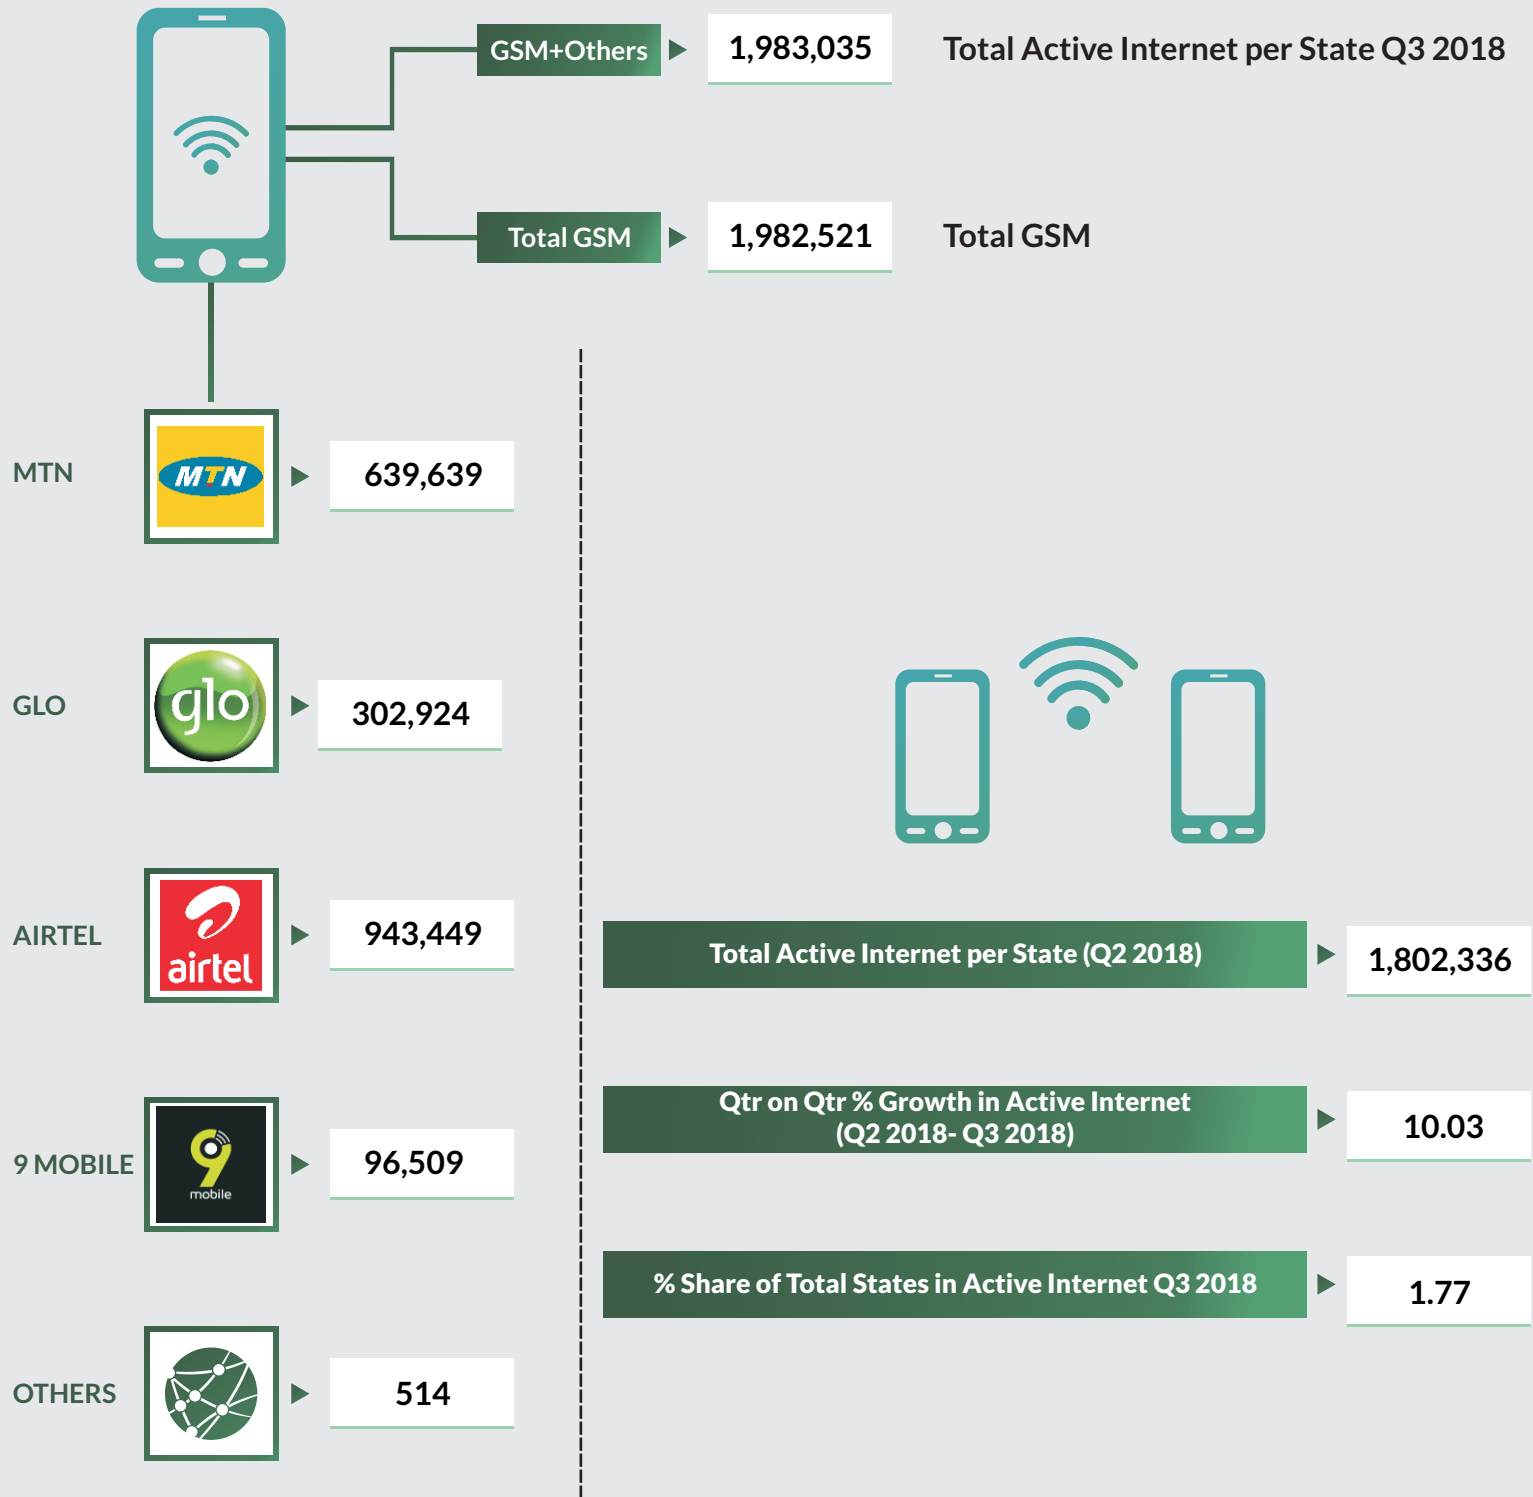 GSM+Others
1,983,035
Total Active Internet per State Q3 2018
Total GSM
1,982,521
Total GSM
MTN
MTN
639,639
GLO
glo
302,924
AIRTEL
airtel
943,449
9 MOBILE
9
mobile
96,509
OTHERS
514
Total Active Internet per State (Q2 2018)
1,802,336
Qtr on Qtr % Growth in Active Internet
(Q2 2018- Q3 2018)
10.03
% Share of Total States in Active Internet Q3 2018
1.77